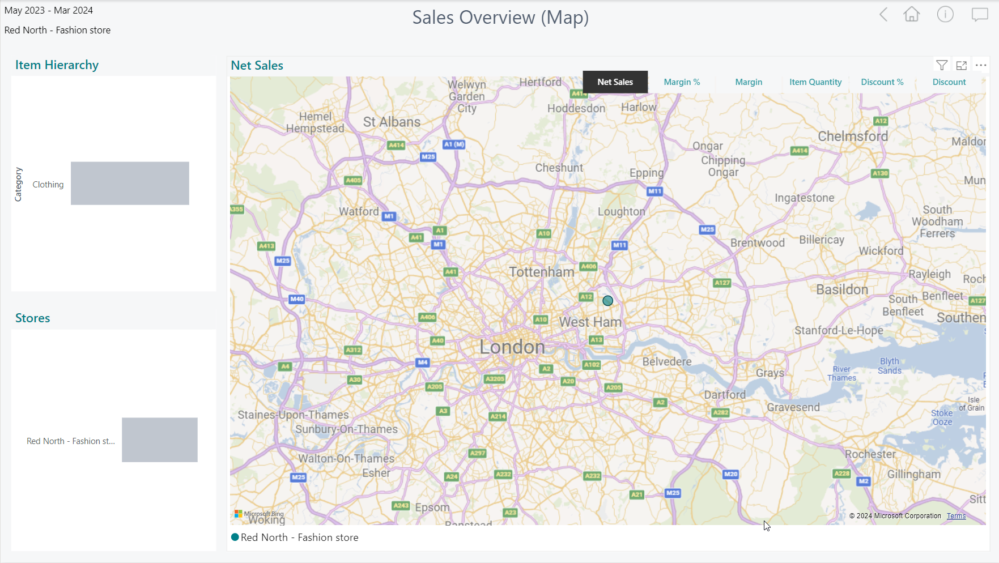 May 2023 - Mar 2024
Sales Overview (Map)
Red North - Fashion store
Item Hierarchy
Category
Clothing
Stores
Red North - Fashion st...
Net Sales
Net Sales
Margin %
Margin
Item Quantity
Discount %
Discount
Welwyn
Garden
City
Hertford
A414
Hoddesdon
Harlow
Hemel
Hempstead
St Albans
A12
Chelmsford
Maldon
A414
A1 (M)
M25
Ongar
A414
Chipping
Ongar
Cheshunt
Epping
A130
A405
Mun
M11
Ingatestone
A355
Watford
M1
Loughton
South
Woodham
Ferrers
A1
A10
M25
A41
M1
M11
Brentwood
Billericay
A413
Wickford
M25
A41
Tottenham
A406
Rayleigh
Roch
A127
Basildon
M40
A12
South
Benfleet
Benfleet
A127
A406
A10
West Ham
Southen
Stanford-Le-Hope
A40
A13
London
A312
M4
A102
Belvedere
Blyth
Sands
A4
A2
River
Thames
Grays
A30
A3205
A20
A205
A205
Dartford
A2
Isle
of Grain
Gravesend
A3
A282
Staines-Upon-Thames
A214
Stoke
Ooze
Sunbury-On-Thames
A297
Rochester
Walton-On-Thames
Esher
A24
A232
A232
M20
A228
Gillingham
M25
M2
A21
M25
Sitt
A243
Epsom
A23
Microsoft Bing
Woking
Banstead
© 2024 Microsoft Corporation
Terms
Red North - Fashion store